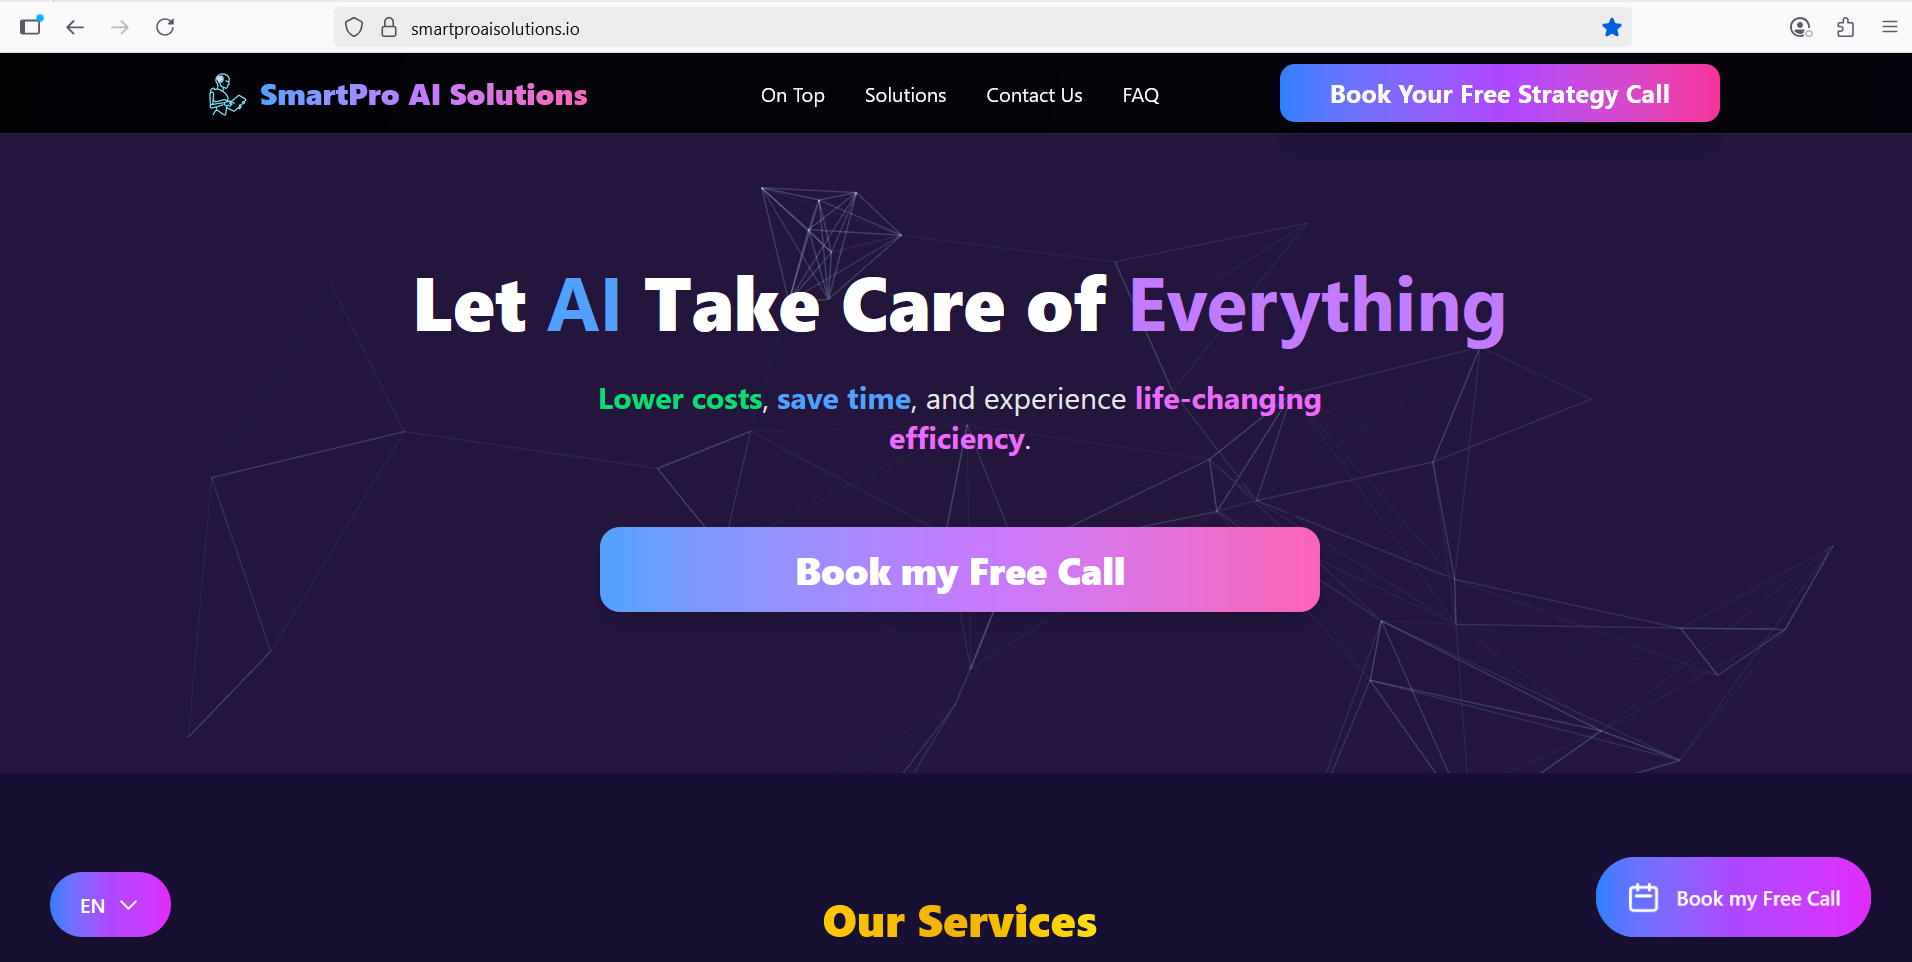 smartproaisolutions.io
SmartPro AI Solutions
On Top
Solutions
Contact Us
FAQ
Book Your Free Strategy Call
Let AI Take Care of Everything
Lower costs, save time, and experience life-changing
efficiency.
Book my Free Call
EN
Our Services
Book my Free Call